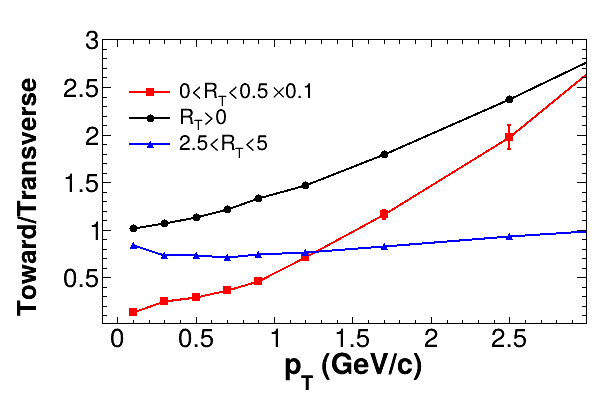 3
2.5
2
1.5
1
0.5
Toward/Transverse
0<R_T<0.5 ×0.1
R_T>0
2.5<R_T<5
0 0.5 1 1.5 2 2.5
p_T (GeV/c)